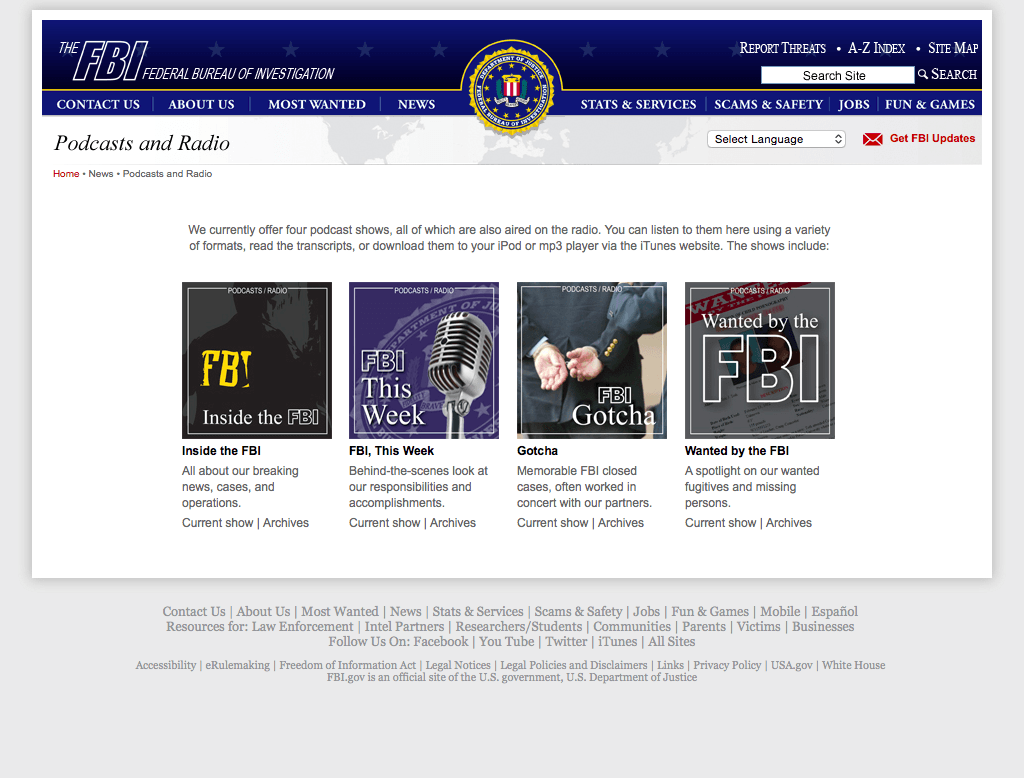 THE FBI FEDERAL BUREAU OF INVESTIGATION
REPORT THREATS • A-Z INDEX • SITE MAP
Search Site SEARCH
CONTACT US ABOUT US MOST WANTED NEWS STATS & SERVICES SCAMS & SAFETY JOBS FUN & GAMES
DEPARTMENT OF JUSTICE
FEDERAL BUREAU OF INVESTIGATION
Podcasts and Radio
Select Language
Get FBI Updates
Home • News • Podcasts and Radio
We currently offer four podcast shows, all of which are also aired on the radio. You can listen to them here using a variety
of formats, read the transcripts, or download them to your iPod or mp3 player via the iTunes website. The shows include:
PODCASTS / RADIO
FBI
Inside the FBI
Inside the FBI
All about our breaking
news, cases, and
operations.
Current show | Archives
PODCASTS / RADIO
FBI
This
Week
FBI, This Week
Behind-the-scenes look at
our responsibilities and
accomplishments.
Current show | Archives
PODCASTS / RADIO
FBI
Gotcha
Gotcha
Memorable FBI closed
cases, often worked in
concert with our partners.
Current show | Archives
PODCASTS / RADIO
WANTED
Wanted by the
FBI
Wanted by the FBI
A spotlight on our wanted
fugitives and missing
persons.
Current show | Archives
Contact Us | About Us | Most Wanted | News | Stats & Services | Scams & Safety | Jobs | Fun & Games | Mobile | Español
Resources for: Law Enforcement | Intel Partners | Researchers/Students | Communities | Parents | Victims | Businesses
Follow Us On: Facebook | You Tube | Twitter | iTunes | All Sites
Accessibility | eRulemaking | Freedom of Information Act | Legal Notices | Legal Policies and Disclaimers | Links | Privacy Policy | USA.gov | White House
FBI.gov is an official site of the U.S. government, U.S. Department of Justice